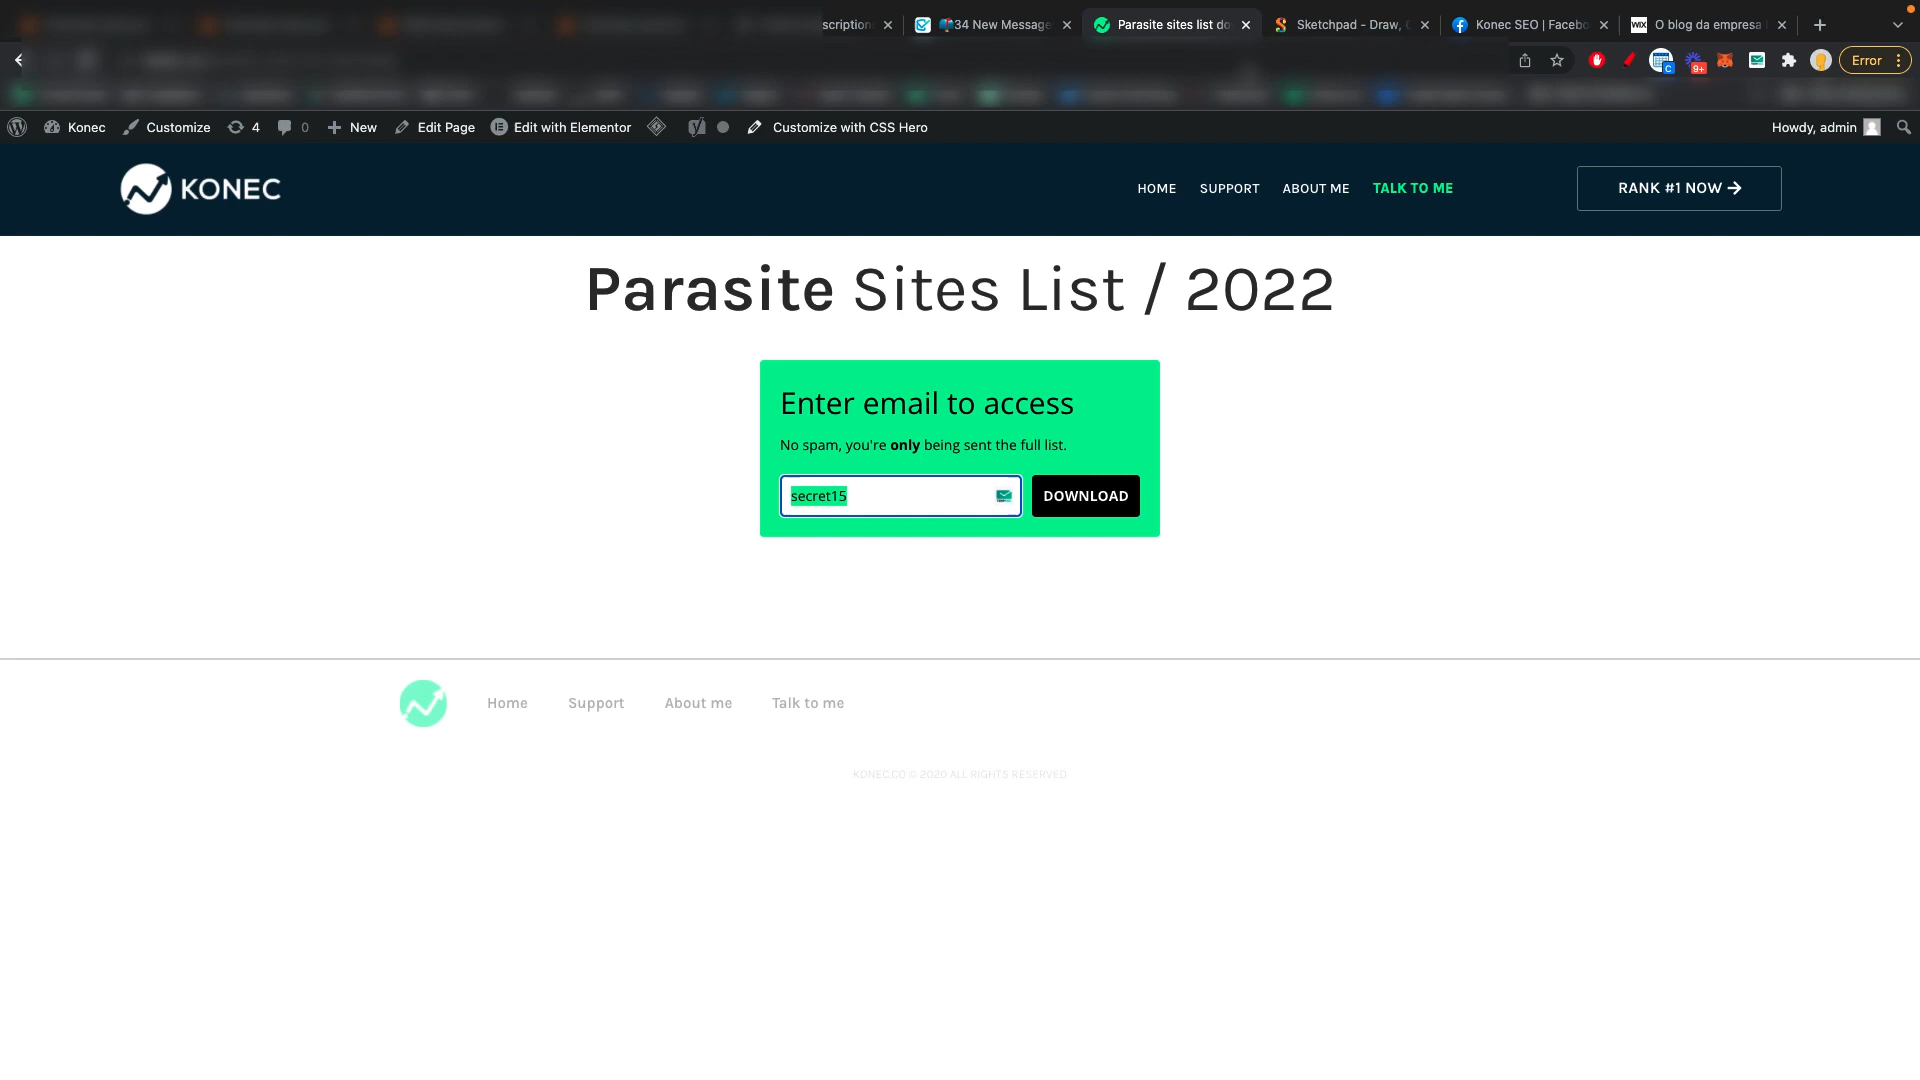 scription
34 New Message
Parasite sites list do
Sketchpad - Draw, C
Konec SEO | Facebo
WIX
O blog da empresa
C
9+
Error
Konec
Customize
4
0
New
Edit Page
Edit with Elementor
Customize with CSS Hero
Howdy, admin
KONEC
HOME
SUPPORT
ABOUT ME
TALK TO ME
RANK #1 NOW →
Parasite Sites List / 2022
Enter email to access
No spam, you're only being sent the full list.
secret15
DOWNLOAD
Home
Support
About me
Talk to me
KONEC.CO © 2020 ALL RIGHTS RESERVED